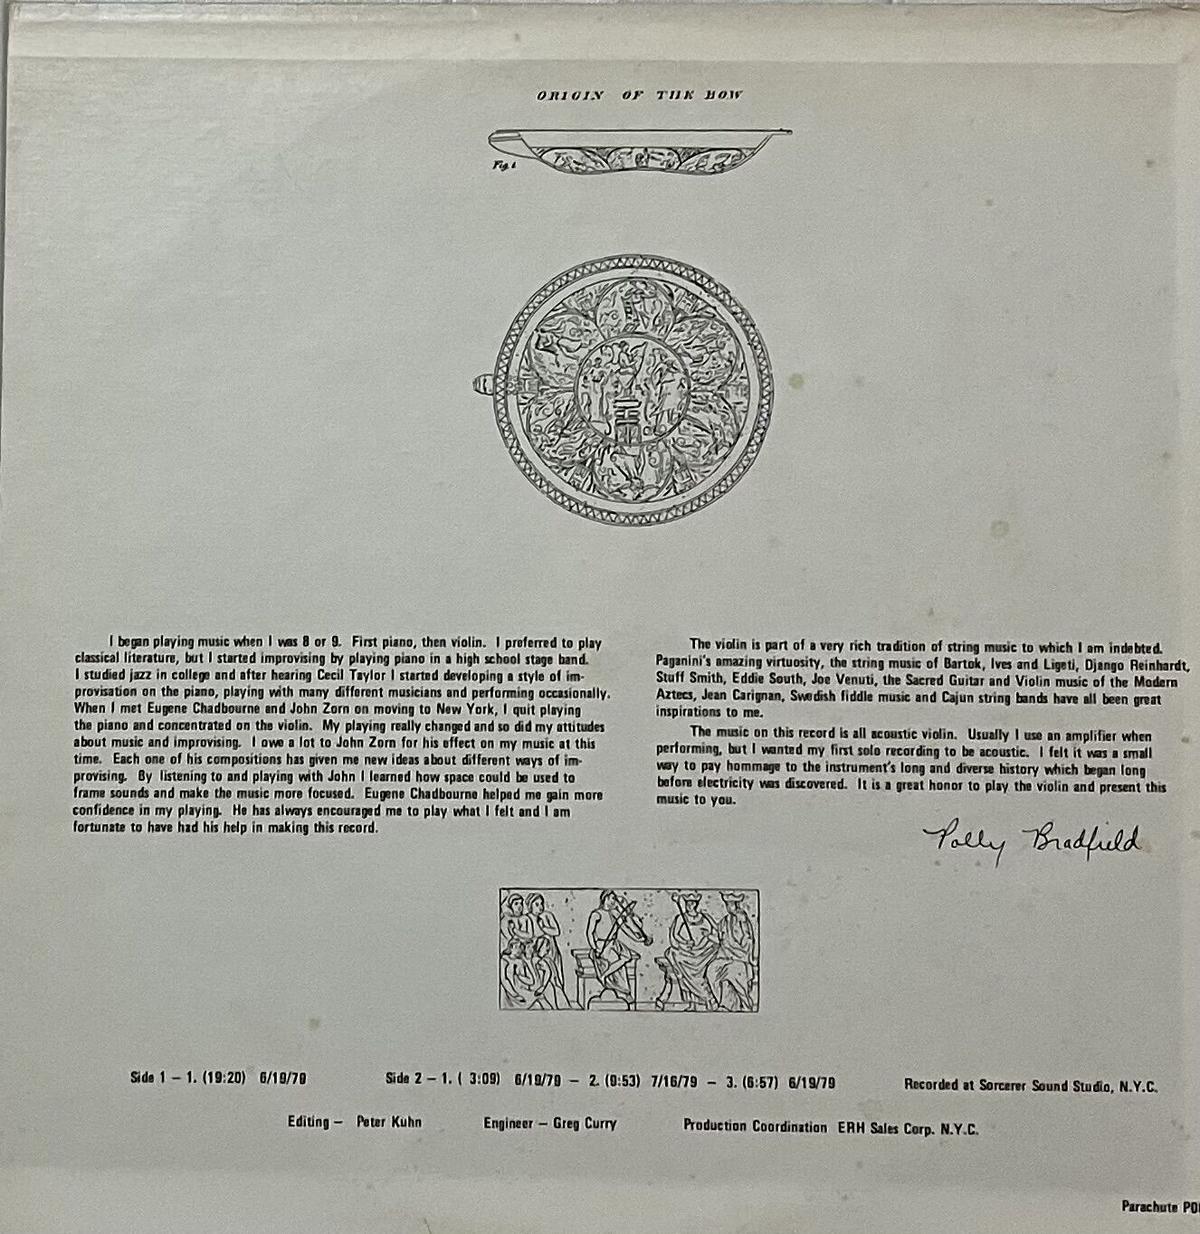 ORIGIN OF THE BOW
Fig. 1
I began playing music when I was 8 or 9. First piano, then violin. I preferred to play
classical literature, but I started improvising by playing piano in a high school stage band.
I studied jazz in college and after hearing Cecil Taylor I started developing a style of im-
provisation on the piano, playing with many different musicians and performing occasionally.
When I met Eugene Chadbourne and John Zorn on moving to New York, I quit playing
the piano and concentrated on the violin. My playing really changed and so did my attitudes
about music and improvising. I owe a lot to John Zorn for his effect on my music at this
time. Each one of his compositions has given me new ideas about different ways of im-
provising. By listening to and playing with John I learned how space could be used to
frame sounds and make the music more focused. Eugene Chadbourne helped me gain more
confidence in my playing. He has always encouraged me to play what I felt and I am
fortunate to have had his help in making this record.
The violin is part of a very rich tradition of string music to which I am indebted.
Paganini's amazing virtuosity, the string music of Bartok, Ives and Ligeti, Django Reinhardt,
Stuff Smith, Eddie South, Joe Venuti, the Sacred Guitar and Violin music of the Modern
Aztecs, Jean Carignan, Swedish fiddle music and Cajun string bands have all been great
inspirations to me.
The music on this record is all acoustic violin. Usually I use an amplifier when
performing, but I wanted my first solo recording to be acoustic. I felt it was a small
way to pay hommage to the instrument's long and diverse history which began long
before electricity was discovered. It is a great honor to play the violin and present this
music to you.
Polly Bradfield
Side 1 – 1. (19:20) 6/19/79
Side 2 – 1. ( 3:09) 6/19/79 – 2. (9:53) 7/16/79 – 3. (6:57) 6/19/79
Recorded at Sorcerer Sound Studio, N.Y.C.
Editing – Peter Kuhn
Engineer – Greg Curry
Production Coordination ERH Sales Corp. N.Y.C.
Parachute